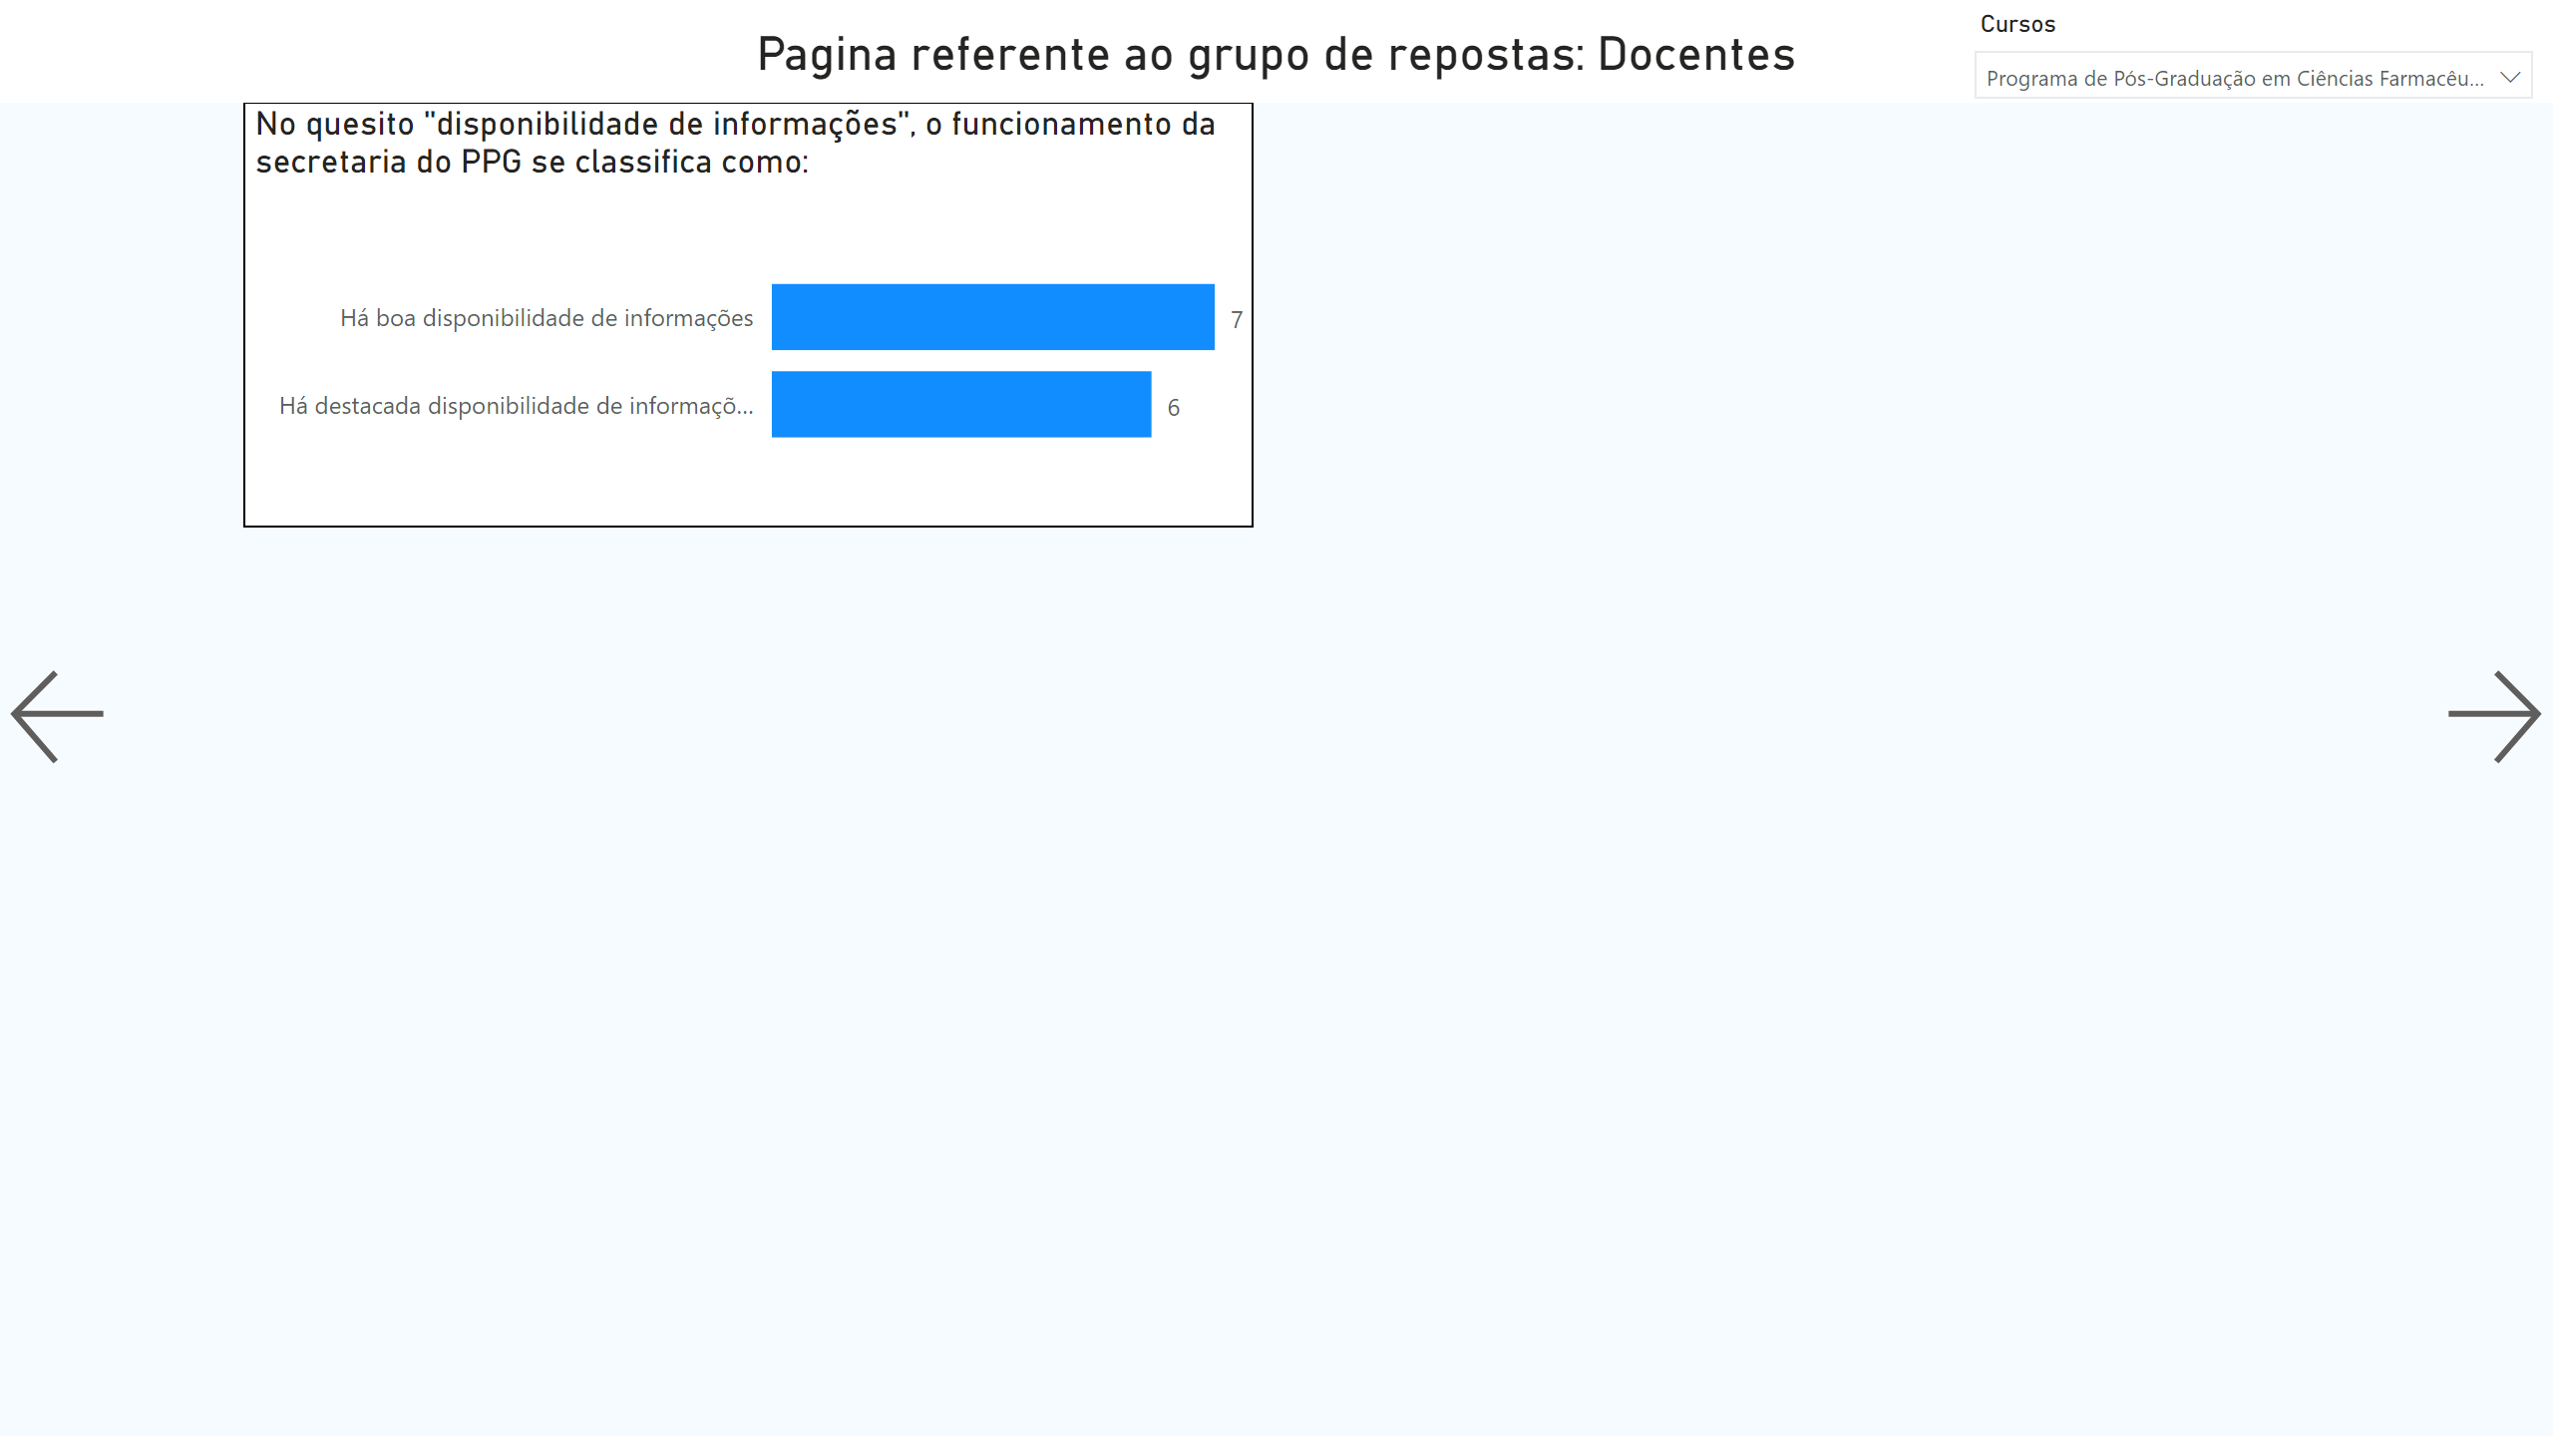 Pagina referente ao grupo de repostas: Docentes
Cursos
Programa de Pós-Graduação em Ciências Farmacêu...
No quesito "disponibilidade de informações", o funcionamento da
secretaria do PPG se classifica como:
Há boa disponibilidade de informações 7
Há destacada disponibilidade de informaçõ... 6